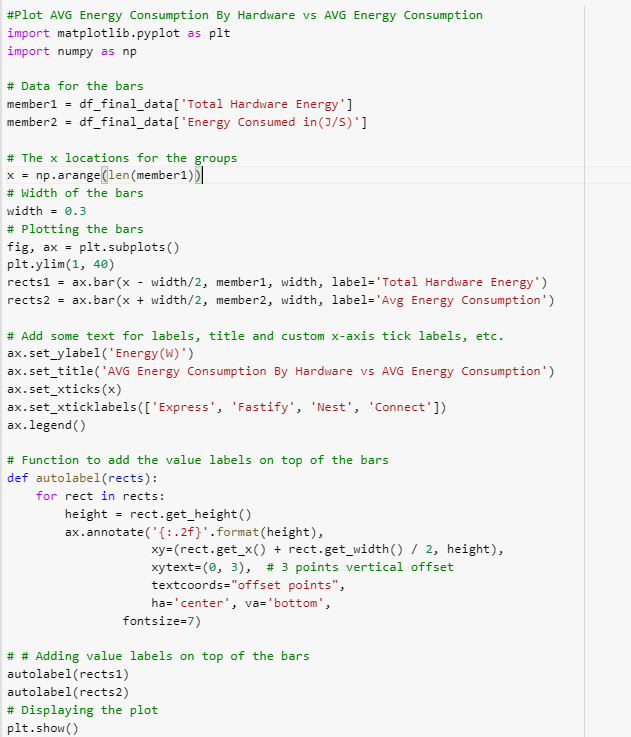 #Plot AVG Energy Consumption By Hardware vs AVG Energy Consumption
import matplotlib.pyplot as plt
import numpy as np

# Data for the bars
member1 = df_final_data['Total Hardware Energy']
member2 = df_final_data['Energy Consumed in(J/S)']

# The x locations for the groups
x = np.arange(len(member1))
# Width of the bars
width = 0.3
# Plotting the bars
fig, ax = plt.subplots()
plt.ylim(1, 40)
rects1 = ax.bar(x - width/2, member1, width, label='Total Hardware Energy')
rects2 = ax.bar(x + width/2, member2, width, label='Avg Energy Consumption')

# Add some text for labels, title and custom x-axis tick labels, etc.
ax.set_ylabel('Energy(W)')
ax.set_title('AVG Energy Consumption By Hardware vs AVG Energy Consumption')
ax.set_xticks(x)
ax.set_xticklabels(['Express', 'Fastify', 'Nest', 'Connect'])
ax.legend()

# Function to add the value labels on top of the bars
def autolabel(rects):
    for rect in rects:
        height = rect.get_height()
        ax.annotate('{:.2f}'.format(height),
                    xy=(rect.get_x() + rect.get_width() / 2, height),
                    xytext=(0, 3),  # 3 points vertical offset
                    textcoords="offset points",
                    ha='center', va='bottom',
                fontsize=7)

# # Adding value labels on top of the bars
autolabel(rects1)
autolabel(rects2)
# Displaying the plot
plt.show()